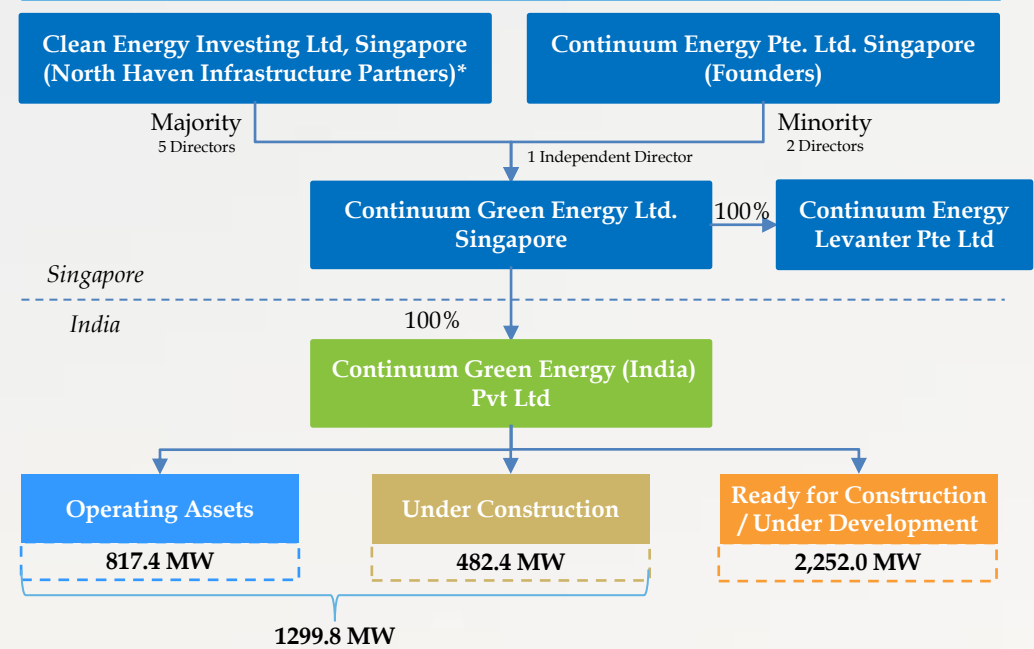 Clean Energy Investing Ltd, Singapore
(North Haven Infrastructure Partners)*
Continuum Energy Pte. Ltd. Singapore
(Founders)
Majority
5 Directors
Minority
2 Directors
1 Independent Director
Continuum Green Energy Ltd.
Singapore
100%
Continuum Energy
Levanter Pte Ltd
Singapore
India
100%
Continuum Green Energy (India)
Pvt Ltd
Operating Assets
817.4 MW
Under Construction
482.4 MW
Ready for Construction
/ Under Development
2,252.0 MW
1299.8 MW